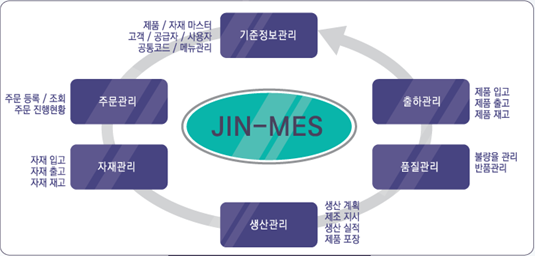 제품 / 자재 마스터
고객 / 공급자 / 사용자
공통코드 / 메뉴관리
기준정보관리
주문 등록 / 조회
주문 진행현황
주문관리
출하관리
제품 입고
제품 출고
제품 재고
JIN-MES
자재 입고
자재 출고
자재 재고
자재관리
품질관리
불량율 관리
반품관리
생산관리
생산 계획
제조 지시
생산 실적
제품 포장